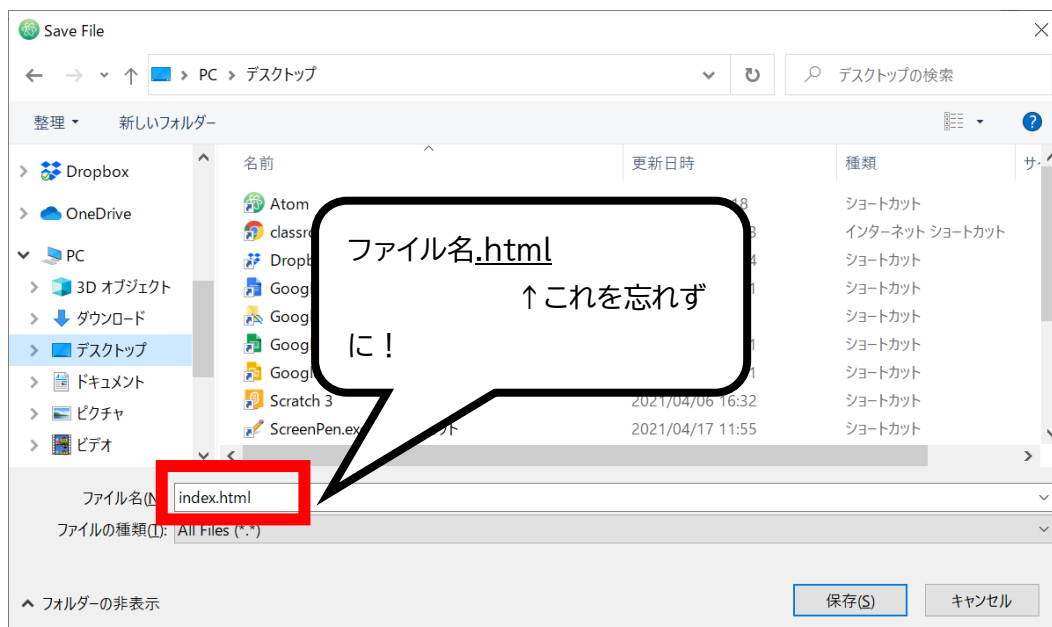 Save File
PC > デスクトップ
デスクトップの検索
整理
新しいフォルダー
名前
更新日時
種類
Dropbox
OneDrive
PC
3D オブジェクト
ダウンロード
デスクトップ
ドキュメント
ピクチャ
ビデオ
Atom
ショートカット
インターネット ショートカット
ショートカット
ショートカット
ショートカット
ショートカット
ショートカット
Scratch 3
2021/04/06 16:32
ショートカット
2021/04/17 11:55
ショートカット
ファイル名.html
↑これを忘れず
に！
index.html
ファイルの種類(T):
All Files (*.*)
フォルダーの非表示
保存(S)
キャンセル